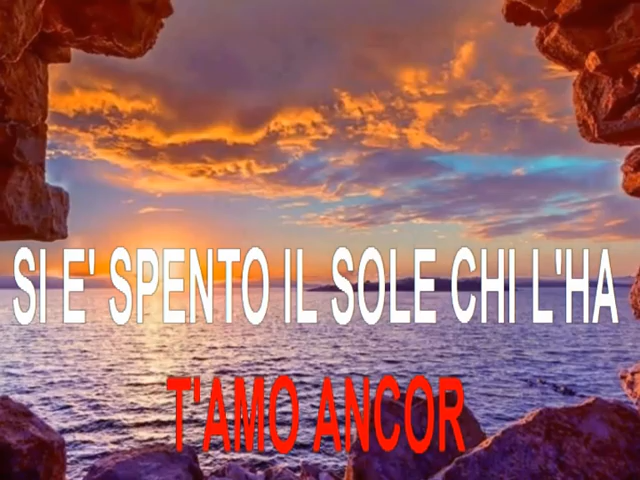 SI E' SPENTO IL SOLE CHI L'HA
T'AMO ANCOR